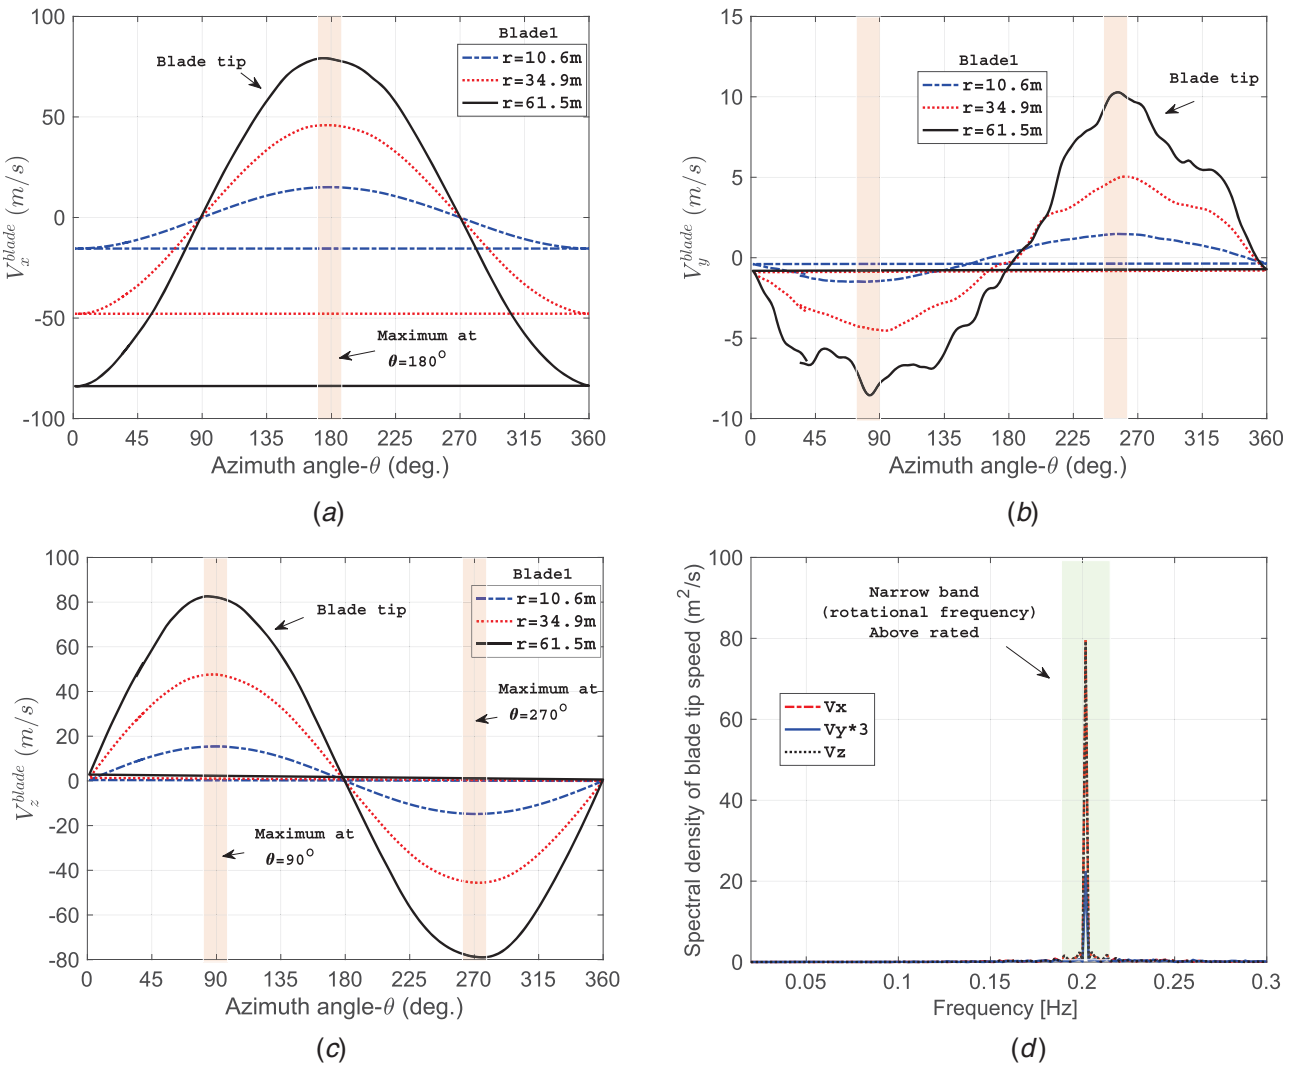 100
50
0
-50
-100
V_x^blade (m/s)
Blade tip
Blade1
r=10.6m
r=34.9m
r=61.5m
Maximum at
θ=180°
0 45 90 135 180 225 270 315 360
Azimuth angle-θ (deg.)
(a)
15
10
5
0
-5
-10
V_y^blade (m/s)
Blade1
r=10.6m
r=34.9m
r=61.5m
Blade tip
0 45 90 135 180 225 270 315 360
Azimuth angle-θ (deg.)
(b)
100
80
60
40
20
0
-20
-40
-60
-80
V_z^blade (m/s)
Blade tip
Blade1
r=10.6m
r=34.9m
r=61.5m
Maximum at
θ=270°
Maximum at
θ=90°
0 45 90 135 180 225 270 315 360
Azimuth angle-θ (deg.)
(c)
100
80
60
40
20
0
Spectral density of blade tip speed (m²/s)
Narrow band
(rotational frequency)
Above rated
Vx
Vy*3
Vz
0.05 0.1 0.15 0.2 0.25 0.3
Frequency [Hz]
(d)